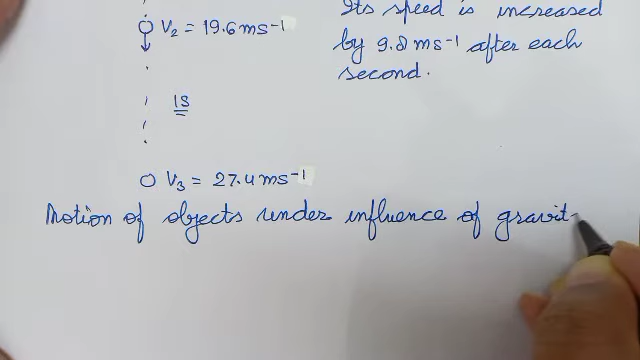 Its speed is increased
V2 = 19.6 ms-1
by 9.8 ms-1 after each
second.
1S
V3 = 27.4 ms-1
Motion of objects under influence of gravit